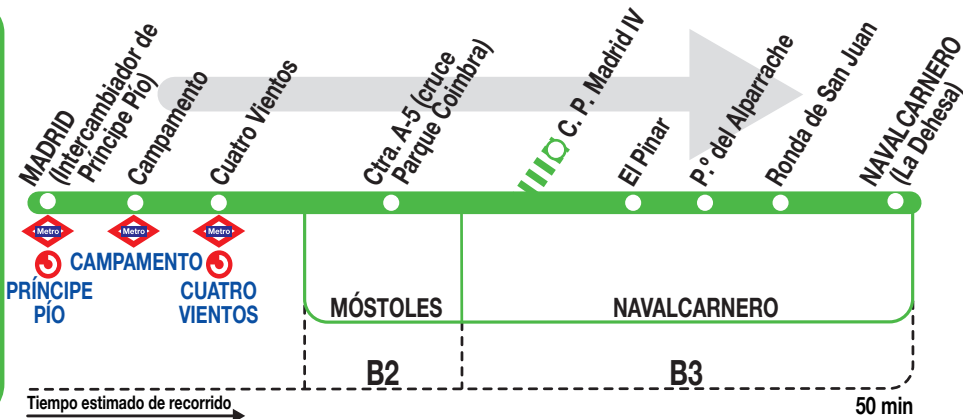 MADRID
(Intercambiador de
Príncipe Pío)
Campamento
Cuatro Vientos
Ctra. A-5 (cruce
Parque Coimbra)
C. P. Madrid IV
El Pinar
P.º del Alparrache
Ronda de San Juan
NAVALCARNERO
(La Dehesa)
Metro
Metro
Metro
PRÍNCIPE
PÍO
CAMPAMENTO
CUATRO
VIENTOS
MÓSTOLES
NAVALCARNERO
B2
B3
Tiempo estimado de recorrido
50 min